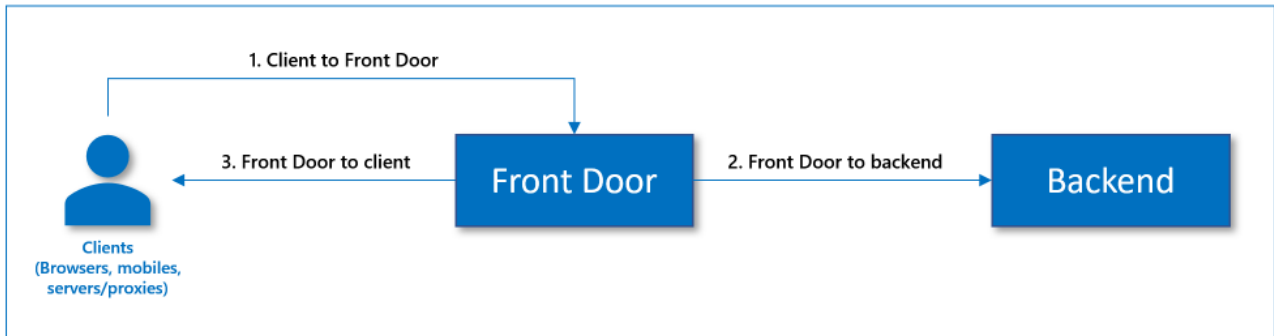 1. Client to Front Door
3. Front Door to client
Front Door
2. Front Door to backend
Backend
Clients
(Browsers, mobiles,
servers/proxies)